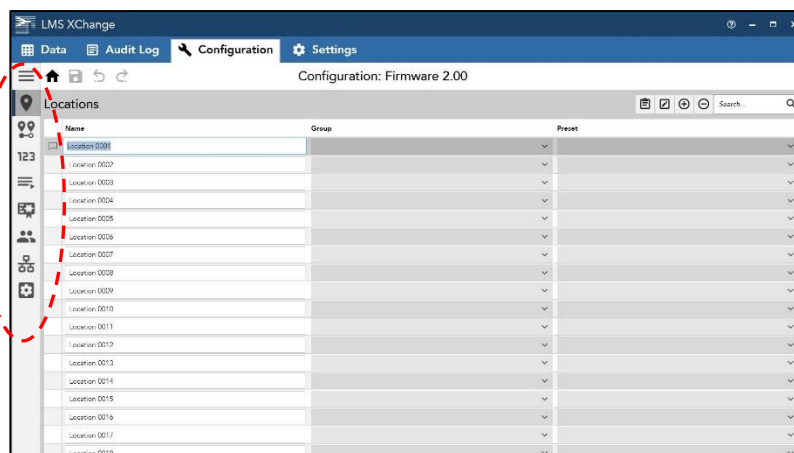 LMS XChange
Data Audit Log Configuration Settings
Configuration: Firmware 2.00
Locations Search...
Name Group Preset
Location 0001
Location 0002
123
Location 0003
Location 0004
Location 0005
Location 0006
Location 0007
Location 0008
Location 0009
Location 0010
Location 0011
Location 0012
Location 0013
Location 0014
Location 0015
Location 0016
Location 0017
Location 0018